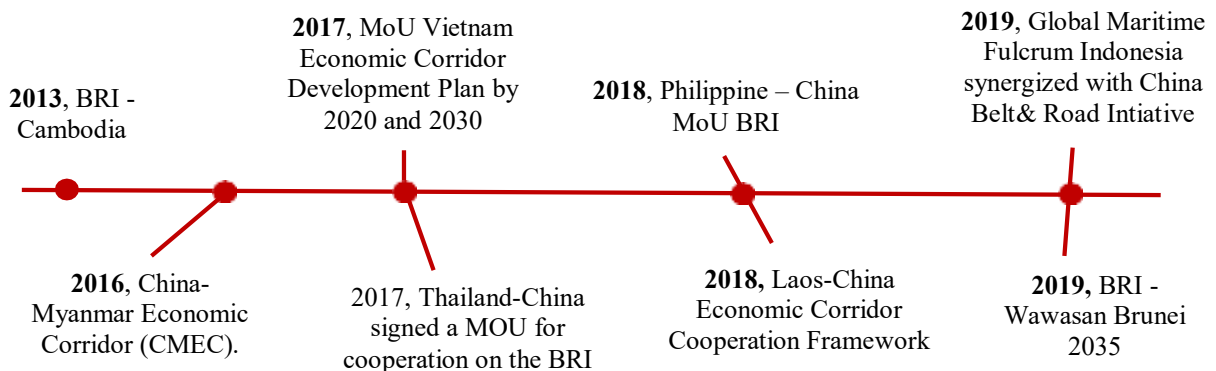 2013, BRI -
Cambodia
2016, China-
Myanmar Economic
Corridor (CMEC).
2017, MoU Vietnam
Economic Corridor
Development Plan by
2020 and 2030
2017, Thailand-China
signed a MOU for
cooperation on the BRI
2018, Philippine – China
MoU BRI
2018, Laos-China
Economic Corridor
Cooperation Framework
2019, Global Maritime
Fulcrum Indonesia
synergized with China
Belt& Road Intiative
2019, BRI -
Wawasan Brunei
2035